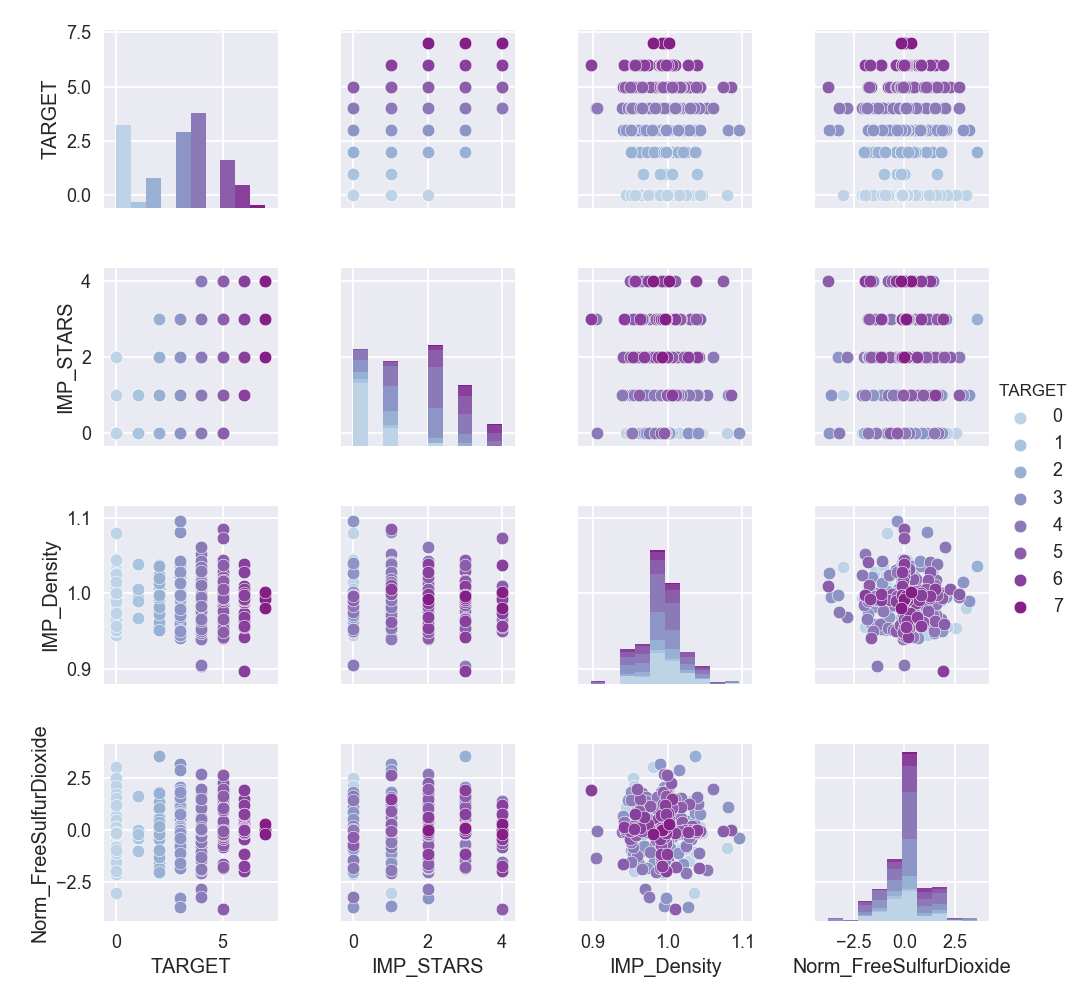 7.5
5.0
2.5
0.0
TARGET
4
2
0
IMP_STARS
TARGET
0
1
2
3
4
5
6
7
1.1
1.0
0.9
IMP_Density
2.5
0.0
−2.5
Norm_FreeSulfurDioxide
0 5
0 2 4
0.9 1.0 1.1
−2.5 0.0 2.5
TARGET
IMP_STARS
IMP_Density
Norm_FreeSulfurDioxide